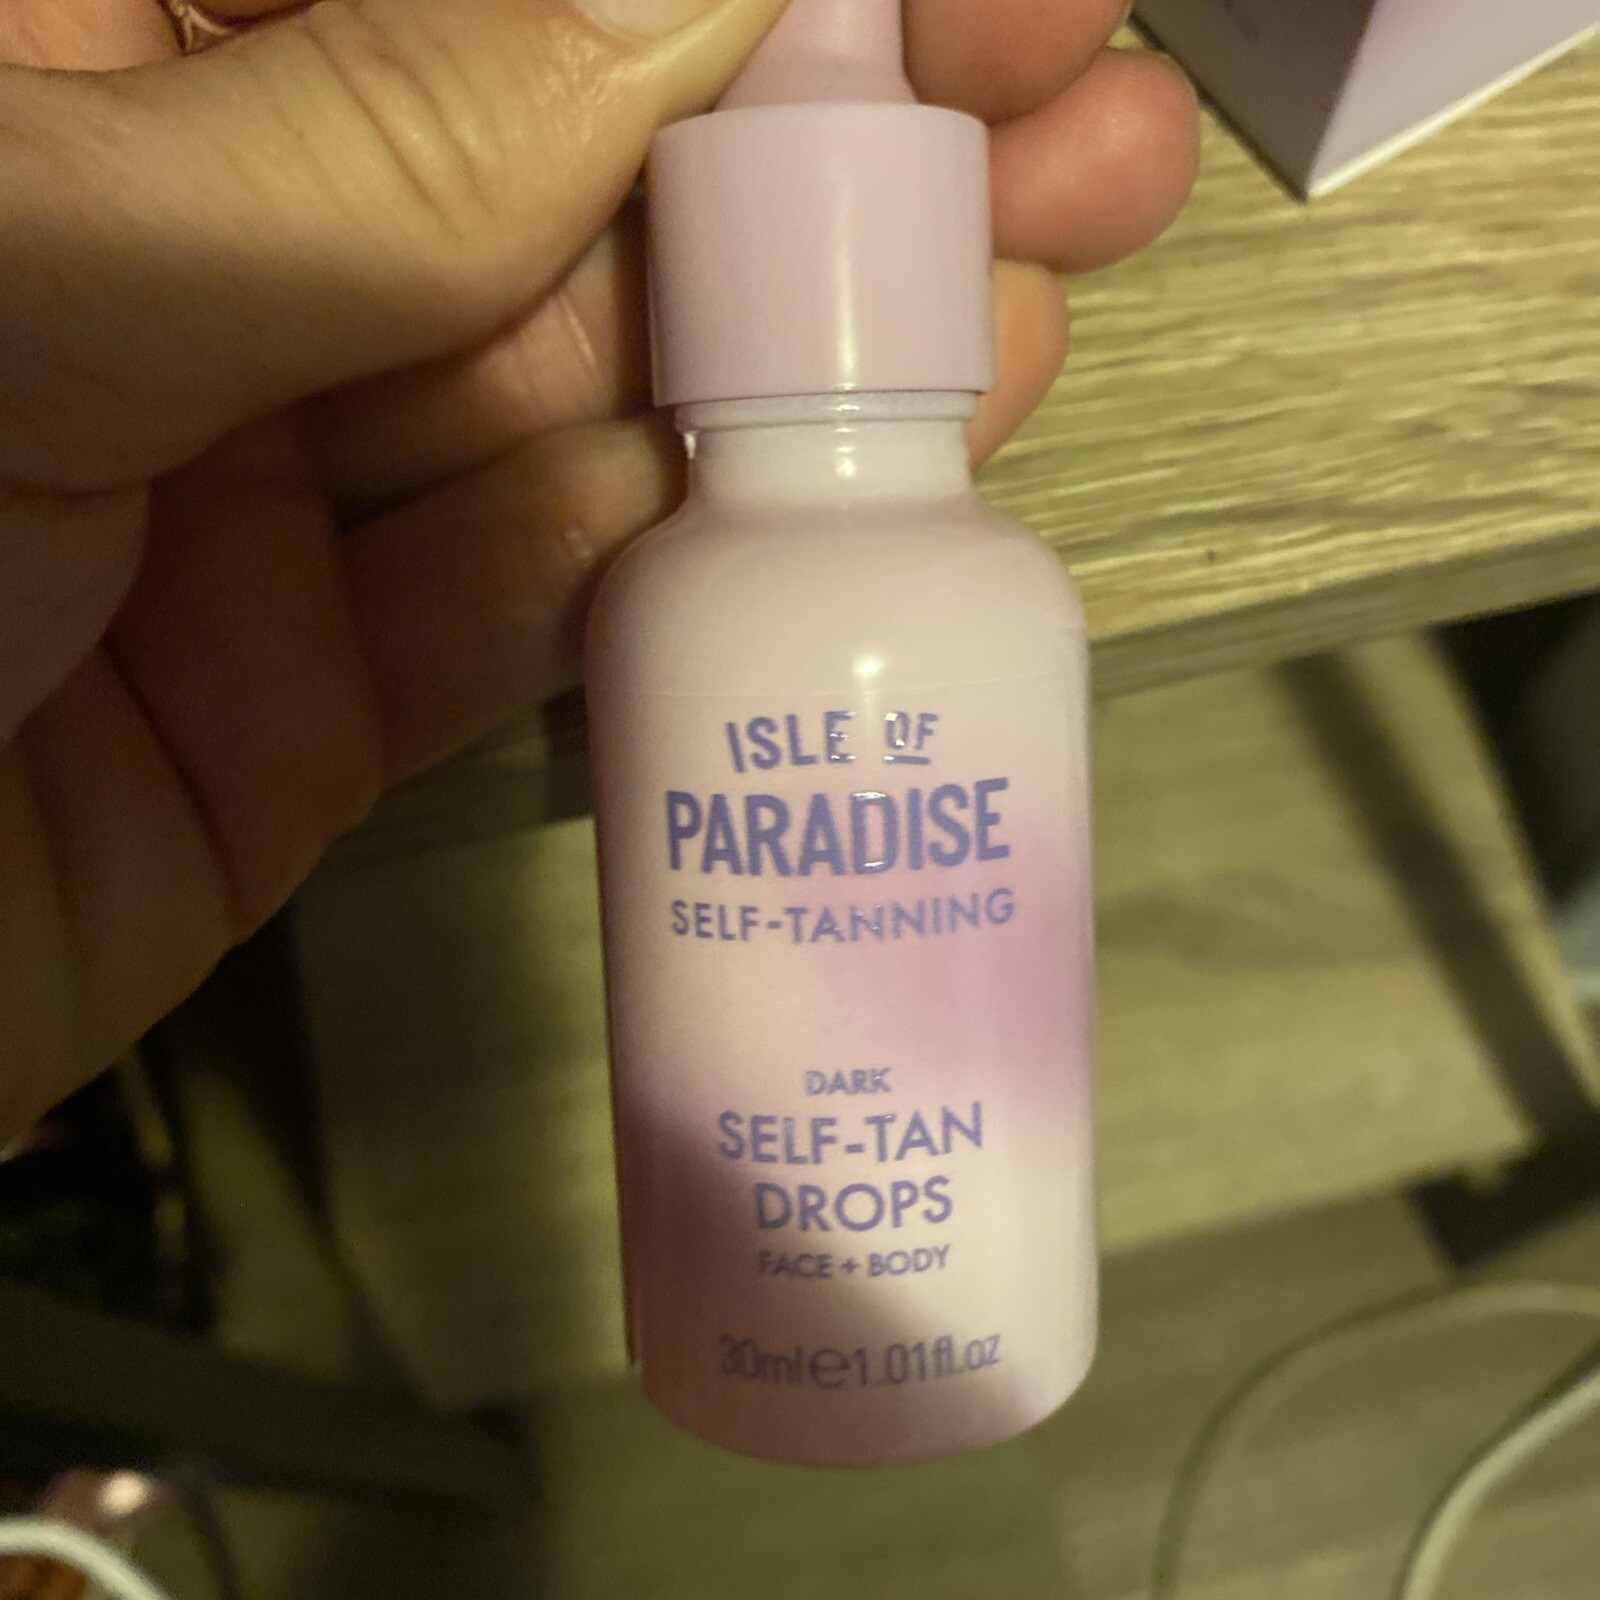 ISLE OF
PARADISE
SELF-TANNING
DARK
SELF-TAN
DROPS
FACE + BODY
30ml℮1.01fl.oz